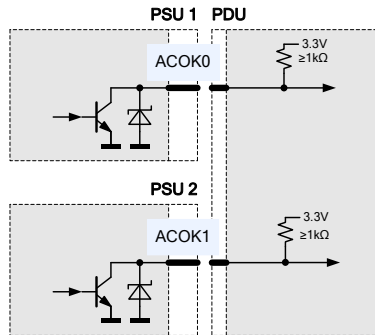 PSU 1 PDU
ACOK0
3.3V
≥1kΩ
PSU 2
ACOK1
3.3V
≥1kΩ